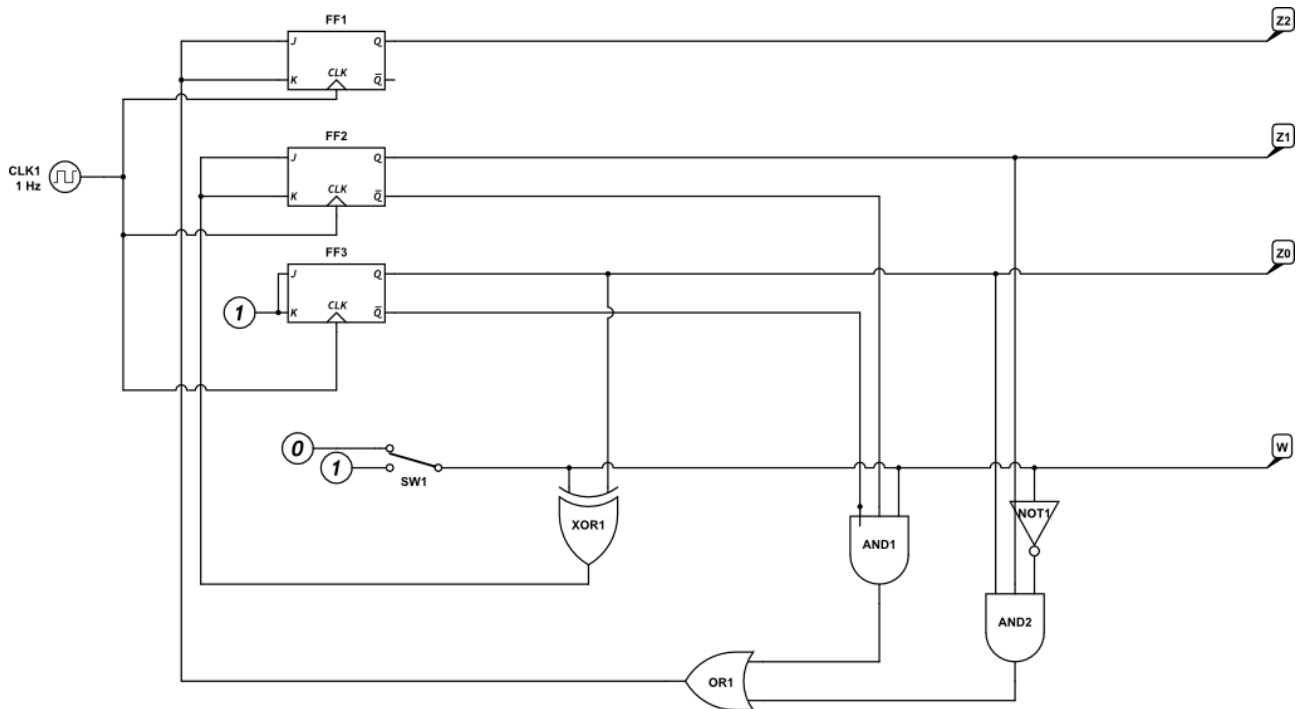 FF1
J
Q
Z2
K
CLK
Q̅
FF2
J
Q
Z1
CLK1
1 Hz
K
CLK
Q̅
FF3
J
Q
Z0
K
CLK
Q̅
1
0
1
SW1
W
XOR1
AND1
NOT1
AND2
OR1